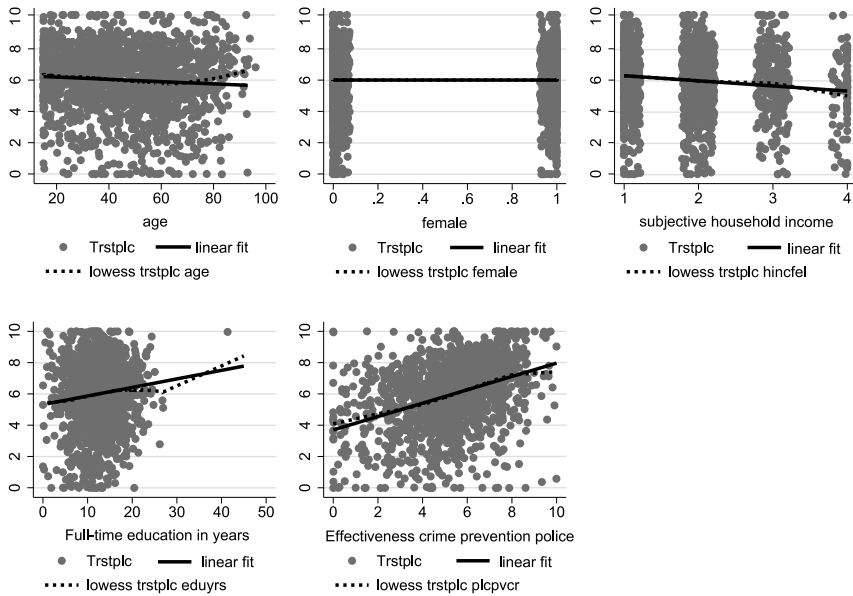 0 2 4 6 8 10
20 40 60 80 100
age
Trstplc linear fit
lowess trstplc age
0 2 4 6 8 10
0 .2 .4 .6 .8 1
female
Trstplc linear fit
lowess trstplc female
0 2 4 6 8 10
1 2 3 4
subjective household income
Trstplc linear fit
lowess trstplc hincfel
0 2 4 6 8 10
0 10 20 30 40 50
Full-time education in years
Trstplc linear fit
lowess trstplc eduyrs
0 2 4 6 8 10
0 2 4 6 8 10
Effectiveness crime prevention police
Trstplc linear fit
lowess trstplc plcpvcr